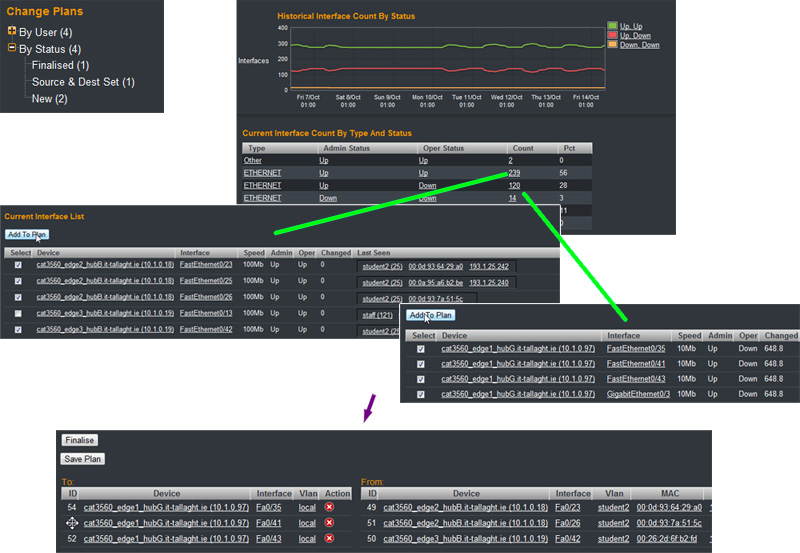 Change Plans
By User (4)
By Status (4)
Finalised (1)
Source & Dest Set (1)
New (2)
Historical Interface Count By Status
400
300
200
100
0
Interfaces
Fri 7/Oct 01:00
Sat 8/Oct 01:00
Sun 9/Oct 01:00
Mon 10/Oct 01:00
Tue 11/Oct 01:00
Wed 12/Oct 01:00
Thu 13/Oct 01:00
Fri 14/Oct 01:00
Up, Up
Up, Down
Down, Down
Current Interface Count By Type And Status
Type Admin Status Oper Status Count Pct
Other Up Up 2 0
ETHERNET Up Up 239 56
ETHERNET Up Down 120 28
ETHERNET Down Down 14 3
11
0
Current Interface List
Add To Plan
Select Device Interface Speed Admin Oper Changed Last Seen
cat3560_edge2_hubB.it-tallaght.ie (10.1.0.18) FastEthernet0/23 100Mb Up Up 0 student2 (25) 00:0d:93:64:29:a0 193.1.25.242
cat3560_edge2_hubB.it-tallaght.ie (10.1.0.18) FastEthernet0/25 100Mb Up Up 0 student2 (25) 00:0a:95:a6:b2:be 193.1.25.240
cat3560_edge2_hubB.it-tallaght.ie (10.1.0.18) FastEthernet0/26 100Mb Up Up 0 student2 (25) 00:0d:93:7a:51:5c
cat3560_edge3_hubB.it-tallaght.ie (10.1.0.19) FastEthernet0/13 100Mb Up Up 0 staff (121)
cat3560_edge3_hubB.it-tallaght.ie (10.1.0.19) FastEthernet0/42 100Mb Up Up 0 student2 (25)
Add To Plan
Select Device Interface Speed Admin Oper Changed
cat3560_edge1_hubG.it-tallaght.ie (10.1.0.97) FastEthernet0/35 10Mb Up Down 648.8
cat3560_edge1_hubG.it-tallaght.ie (10.1.0.97) FastEthernet0/41 10Mb Up Down 648.8
cat3560_edge1_hubG.it-tallaght.ie (10.1.0.97) FastEthernet0/43 10Mb Up Down 648.8
cat3560_edge1_hubG.it-tallaght.ie (10.1.0.97) GigabitEthernet0/3 10Mb Up Down 648.8
Finalise
Save Plan
To:
ID Device Interface Vlan Action
54 cat3560_edge1_hubG.it-tallaght.ie (10.1.0.97) Fa0/35 local
cat3560_edge1_hubG.it-tallaght.ie (10.1.0.97) Fa0/41 local
52 cat3560_edge1_hubG.it-tallaght.ie (10.1.0.97) Fa0/43 local
From:
ID Device Interface Vlan MAC
49 cat3560_edge2_hubB.it-tallaght.ie (10.1.0.18) Fa0/23 student2 00:0d:93:64:29:a0
51 cat3560_edge2_hubB.it-tallaght.ie (10.1.0.18) Fa0/26 student2 00:0d:93:7a:51:5c
50 cat3560_edge3_hubB.it-tallaght.ie (10.1.0.19) Fa0/42 student2 00:26:2d:6f:b2:fd